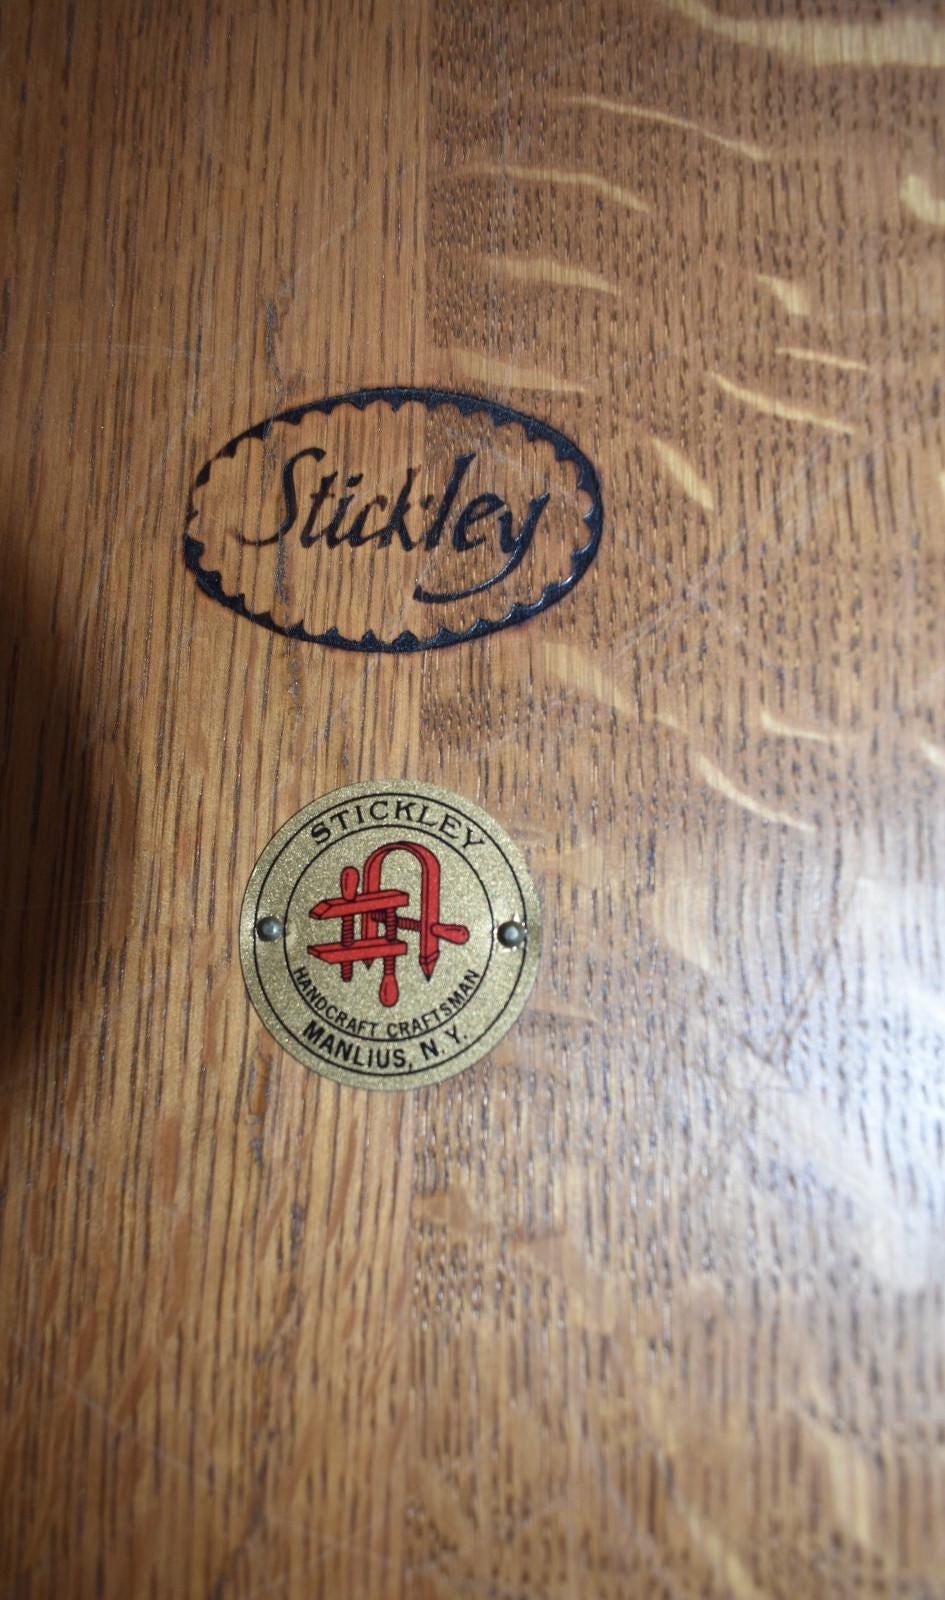 Stickley
STICKLEY
HANDCRAFT CRAFTSMAN
MANLIUS, N.Y.